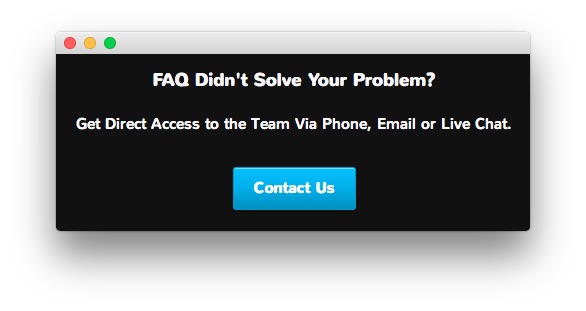 FAQ Didn't Solve Your Problem?
Get Direct Access to the Team Via Phone, Email or Live Chat.
Contact Us